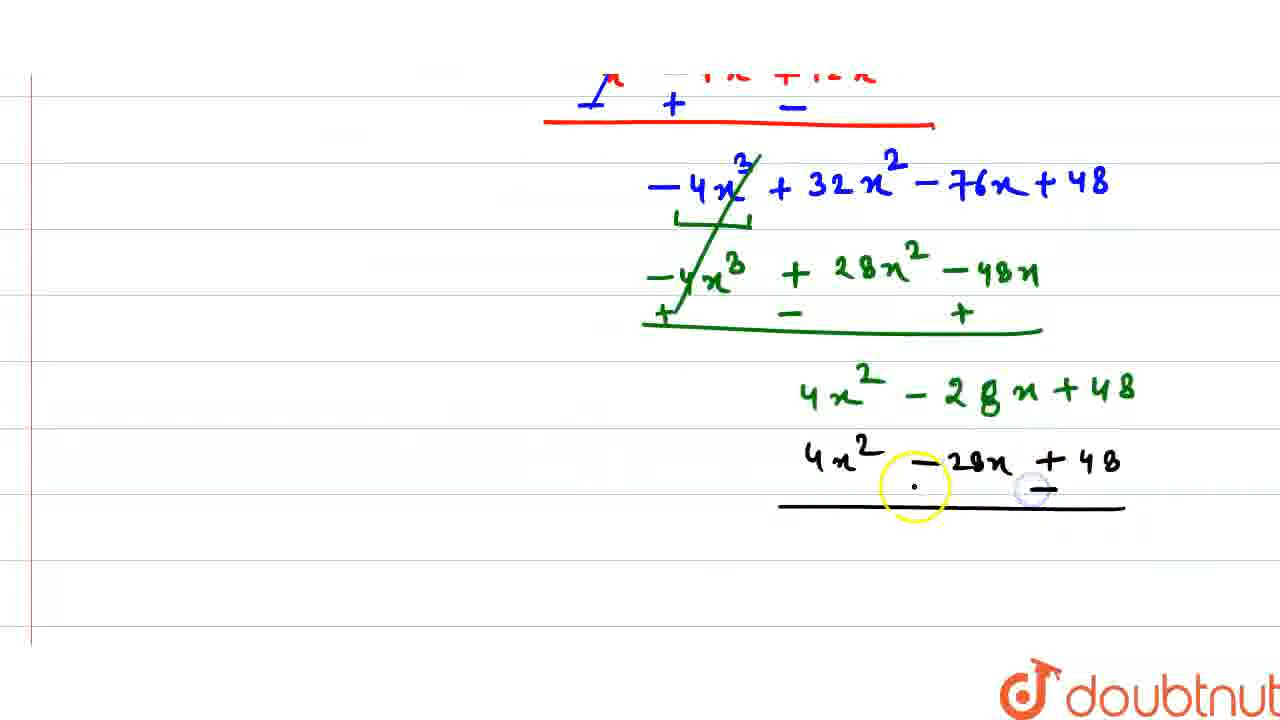 + −
− 4x³ + 32x² − 76x + 48
− 4x³ + 28x² − 48x
+ − +
4x² − 28x + 48
4x² − 28x + 48
−
doubtnut